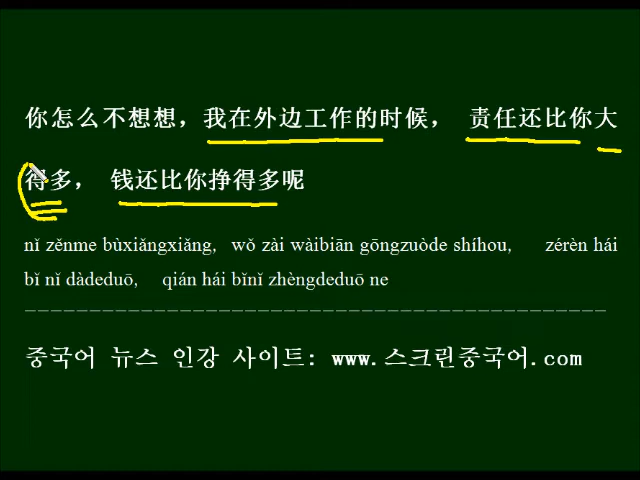 你怎么不想想，我在外边工作的时候， 责任还比你大
得多， 钱还比你挣得多呢
nǐ zěnme bùxiǎngxiǎng, wǒ zài wàibiān gōngzuòde shíhou, zérèn hái
bǐ nǐ dàdeduō, qián hái bǐnǐ zhèngdeduō ne
중국어 뉴스 인강 사이트: www.스크린중국어.com